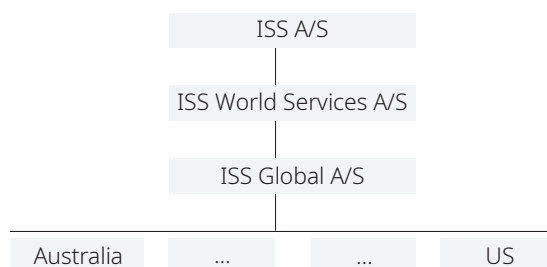 ISS A/S
ISS World Services A/S
ISS Global A/S
Australia ... ... US